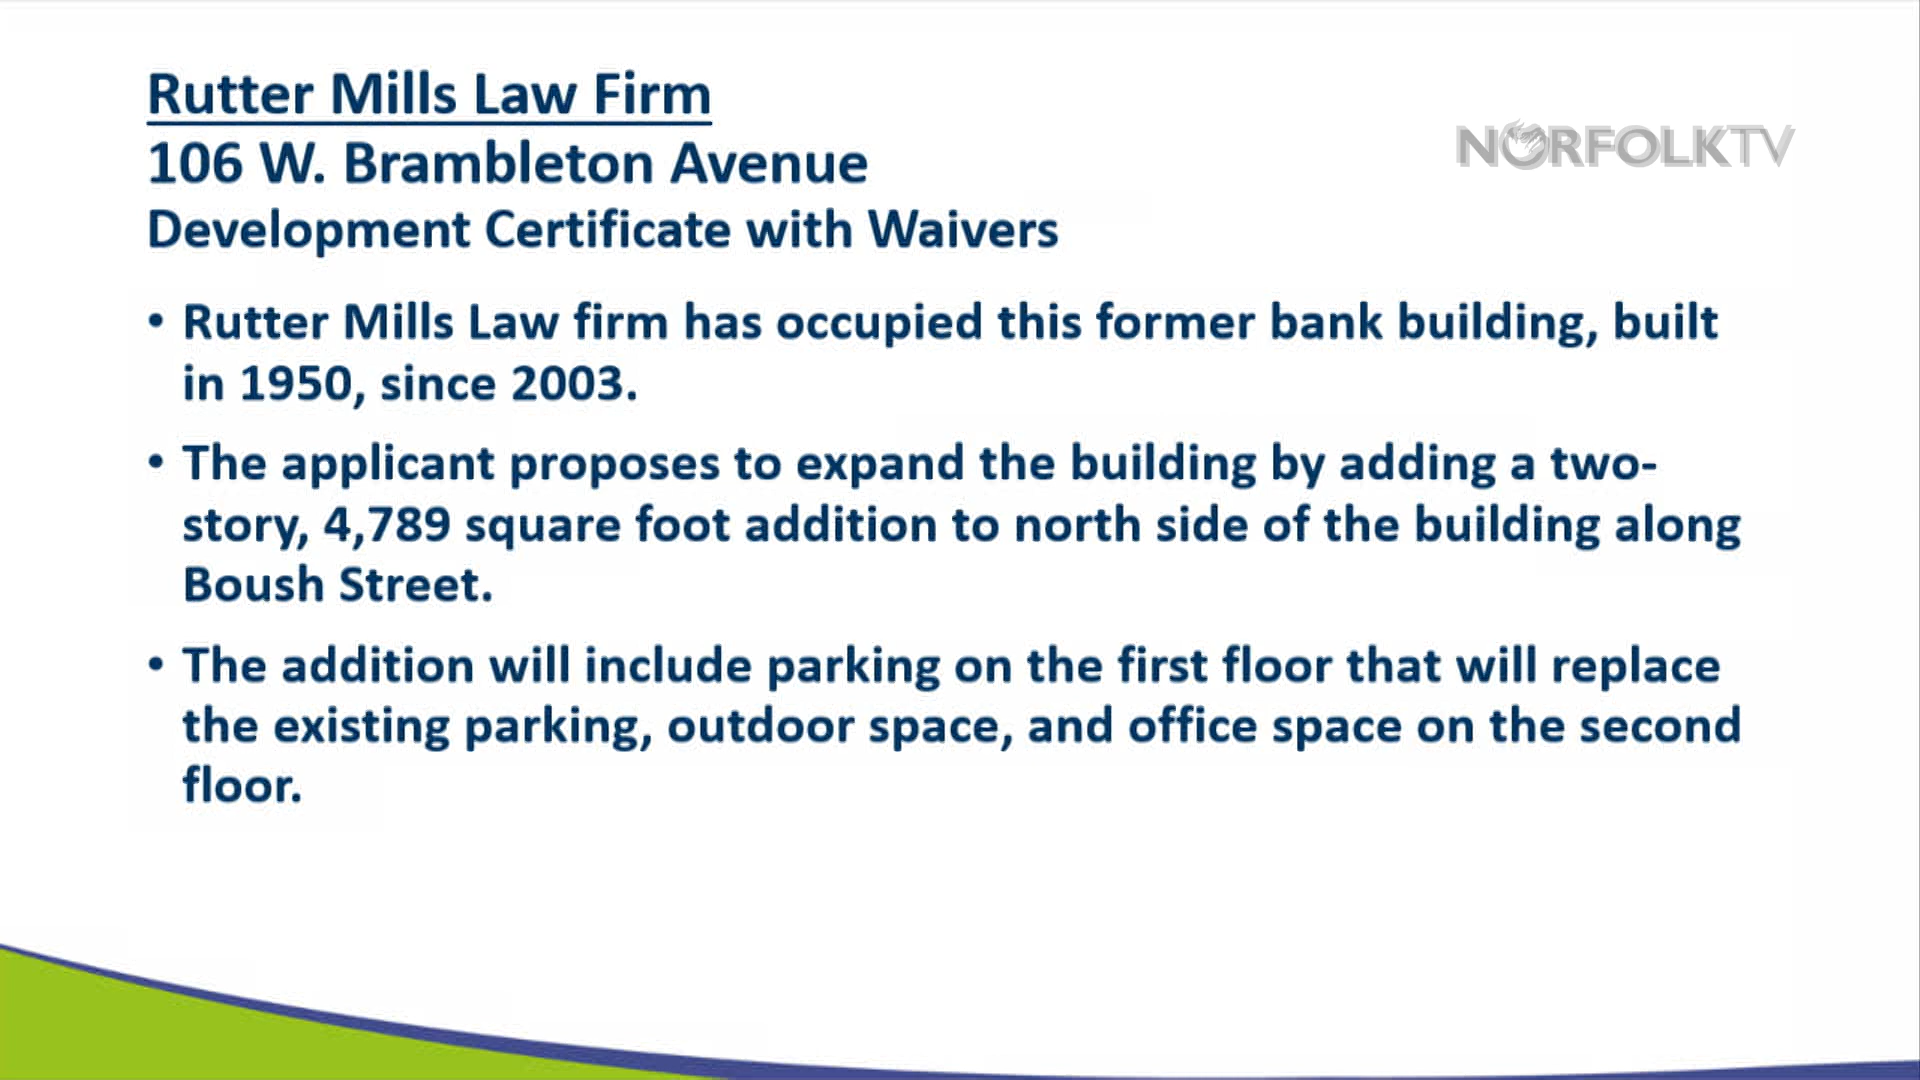 Rutter Mills Law Firm
106 W. Brambleton Avenue
NORFOLKTV
Development Certificate with Waivers
• Rutter Mills Law firm has occupied this former bank building, built
in 1950, since 2003.
• The applicant proposes to expand the building by adding a two-
story, 4,789 square foot addition to north side of the building along
Boush Street.
• The addition will include parking on the first floor that will replace
the existing parking, outdoor space, and office space on the second
floor.